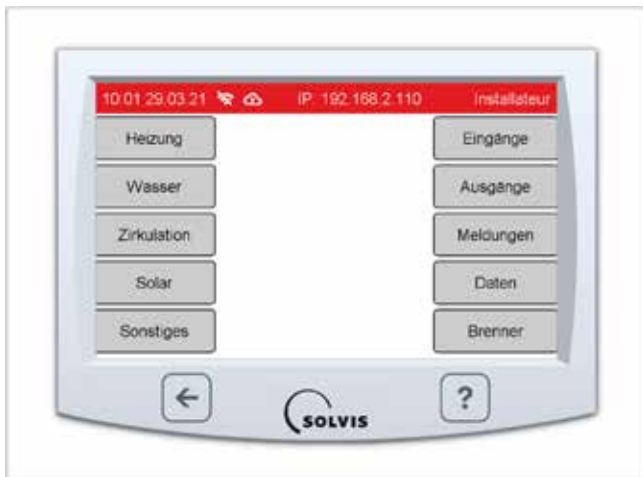 10:01 29.03.21 IP: 192.168.2.110 Installateur
Heizung Eingänge
Wasser Ausgänge
Zirkulation Meldungen
Solar Daten
Sonstiges Brenner
?
SOLVIS